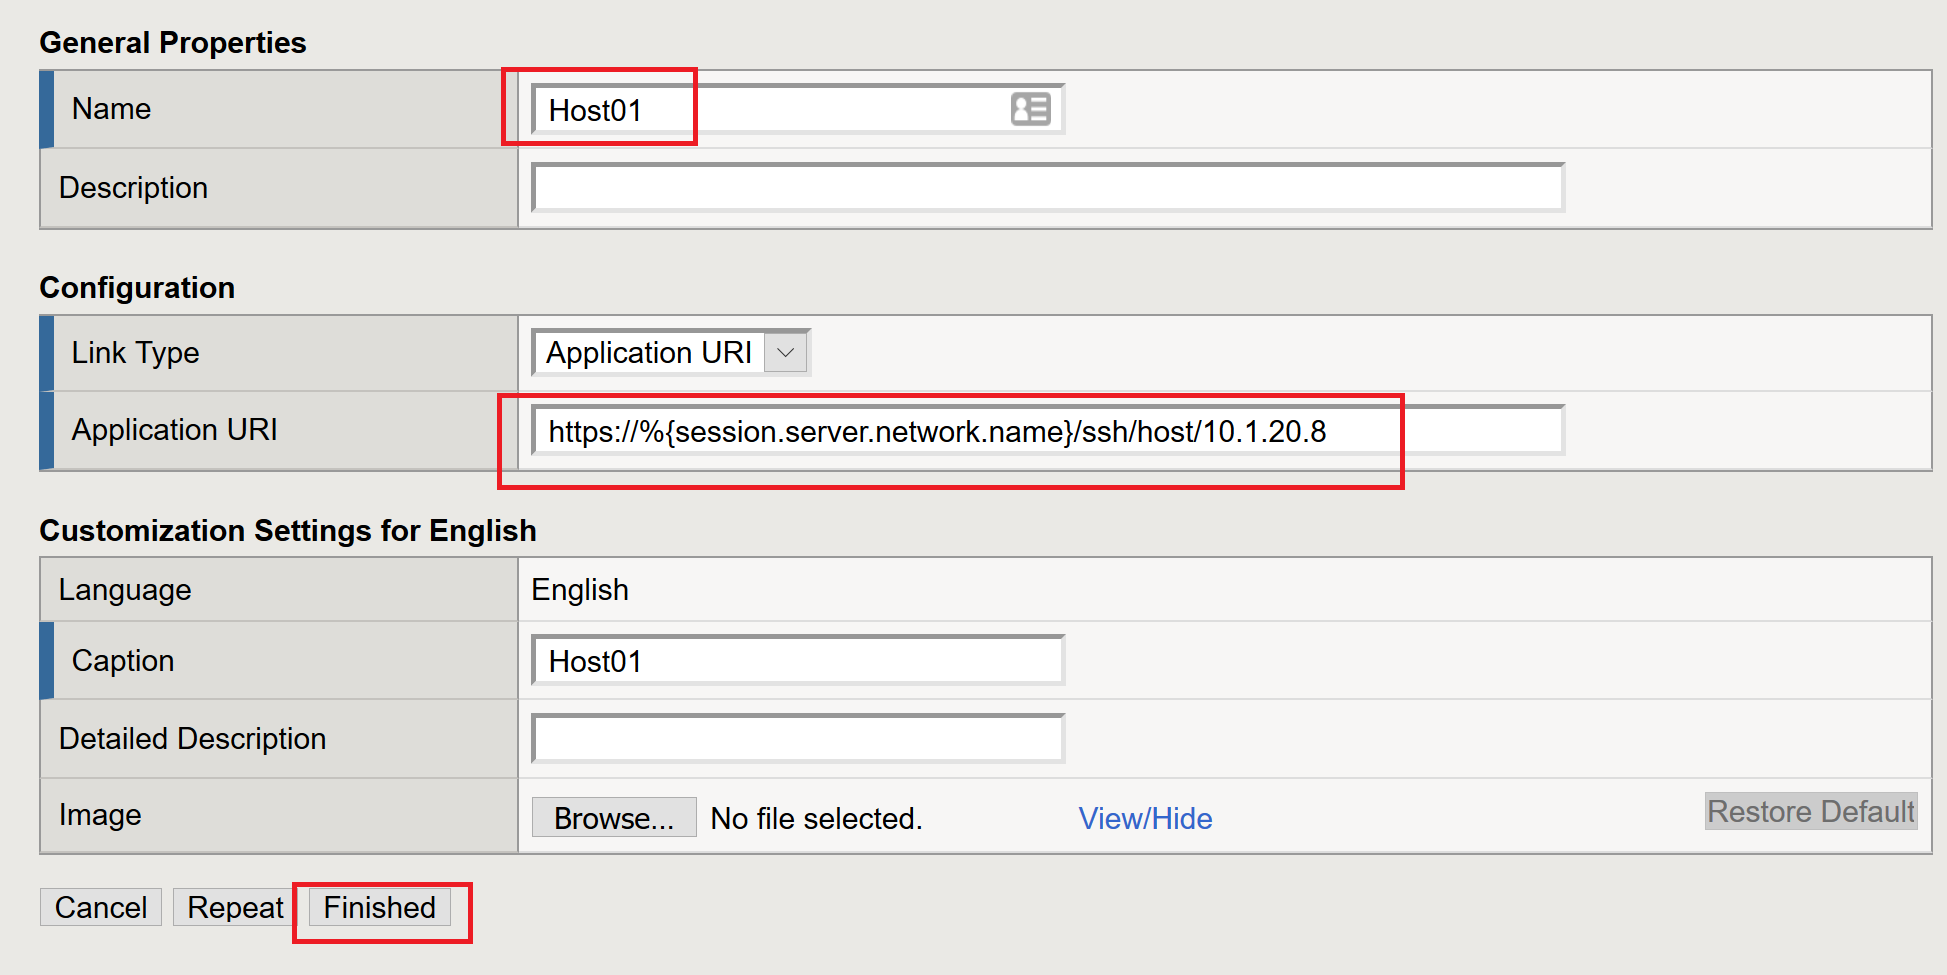 General Properties
Name
Host01
Description
Configuration
Link Type
Application URI
Application URI
https://%{session.server.network.name}/ssh/host/10.1.20.8
Customization Settings for English
Language
English
Caption
Host01
Detailed Description
Image
Browse... No file selected. View/Hide Restore Default
Cancel Repeat Finished